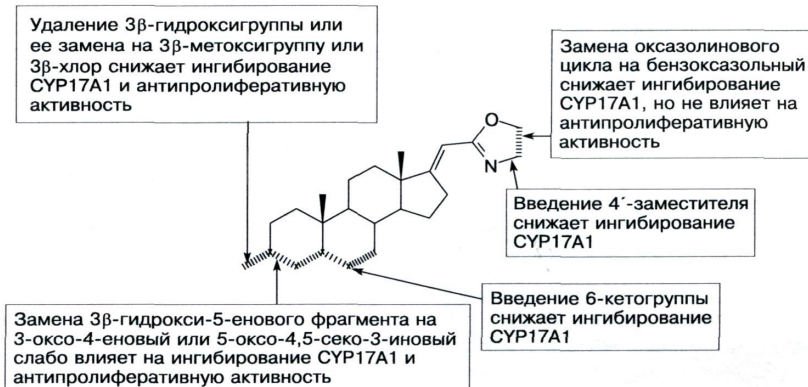 Удаление 3β-гидроксигруппы или
ее замена на 3β-метоксигруппу или
3β-хлор снижает ингибирование
CYP17A1 и антипролиферативную
активность
Замена оксазолинового
цикла на бензоксазольный
снижает ингибирование
CYP17A1, но не влияет на
антипролиферативную
активность
O
N
Введение 4´-заместителя
снижает ингибирование
CYP17A1
Введение 6-кетогруппы
снижает ингибирование
CYP17A1
Замена 3β-гидрокси-5-енового фрагмента на
3-оксо-4-еновый или 5-оксо-4,5-секо-3-иновый
слабо влияет на ингибирование CYP17A1 и
антипролиферативную активность